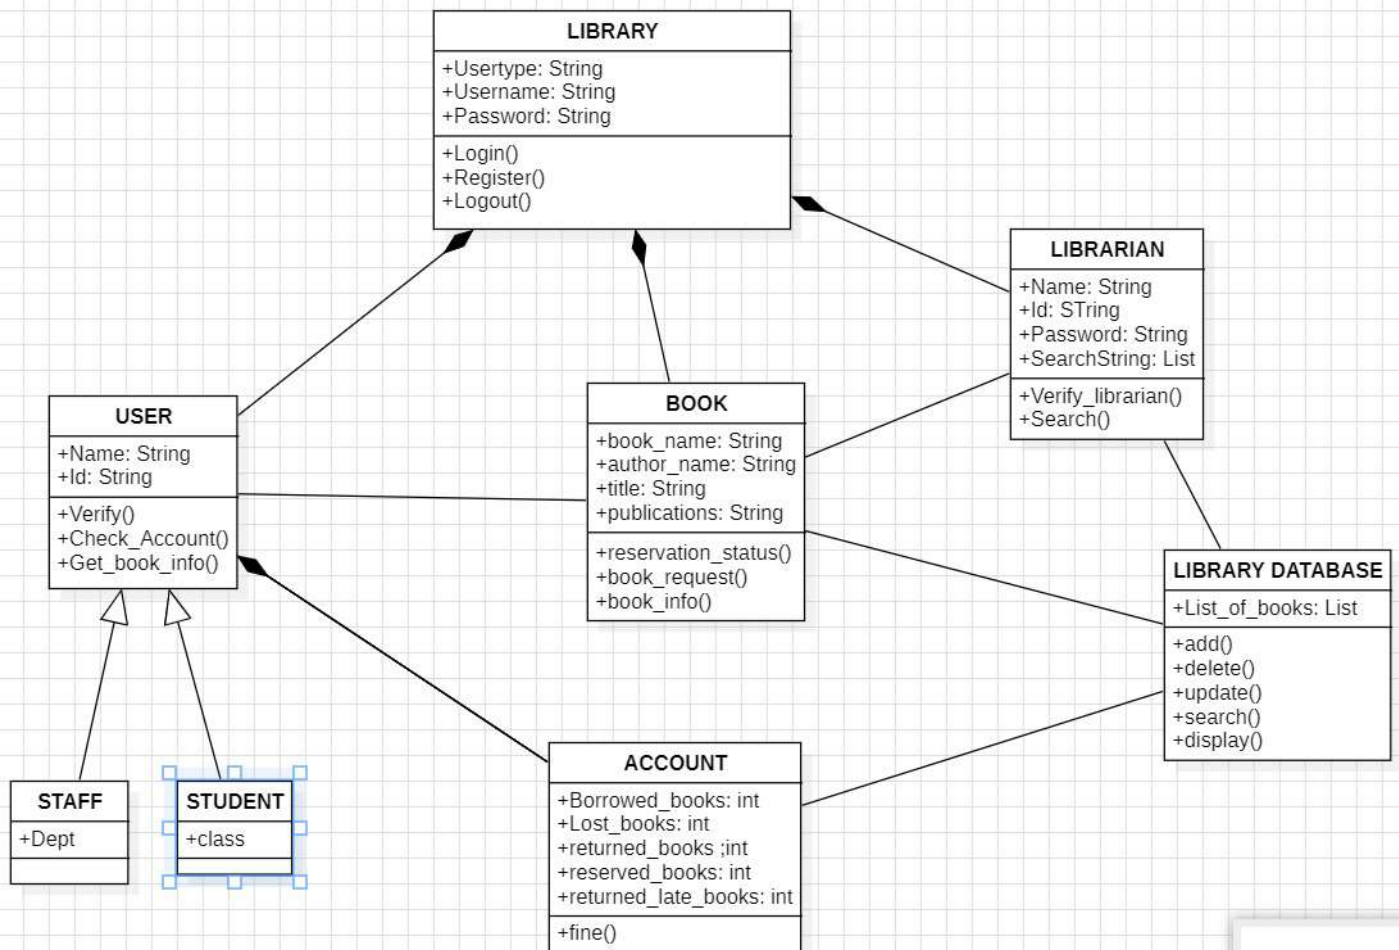 LIBRARY
+Usertype: String
+Username: String
+Password: String
+Login()
+Register()
+Logout()
LIBRARIAN
+Name: String
+Id: STring
+Password: String
+SearchString: List
+Verify_librarian()
+Search()
USER
+Name: String
+Id: String
+Verify()
+Check_Account()
+Get_book_info()
BOOK
+book_name: String
+author_name: String
+title: String
+publications: String
+reservation_status()
+book_request()
+book_info()
LIBRARY DATABASE
+List_of_books: List
+add()
+delete()
+update()
+search()
+display()
STAFF
+Dept
STUDENT
+class
ACCOUNT
+Borrowed_books: int
+Lost_books: int
+returned_books ;int
+reserved_books: int
+returned_late_books: int
+fine()